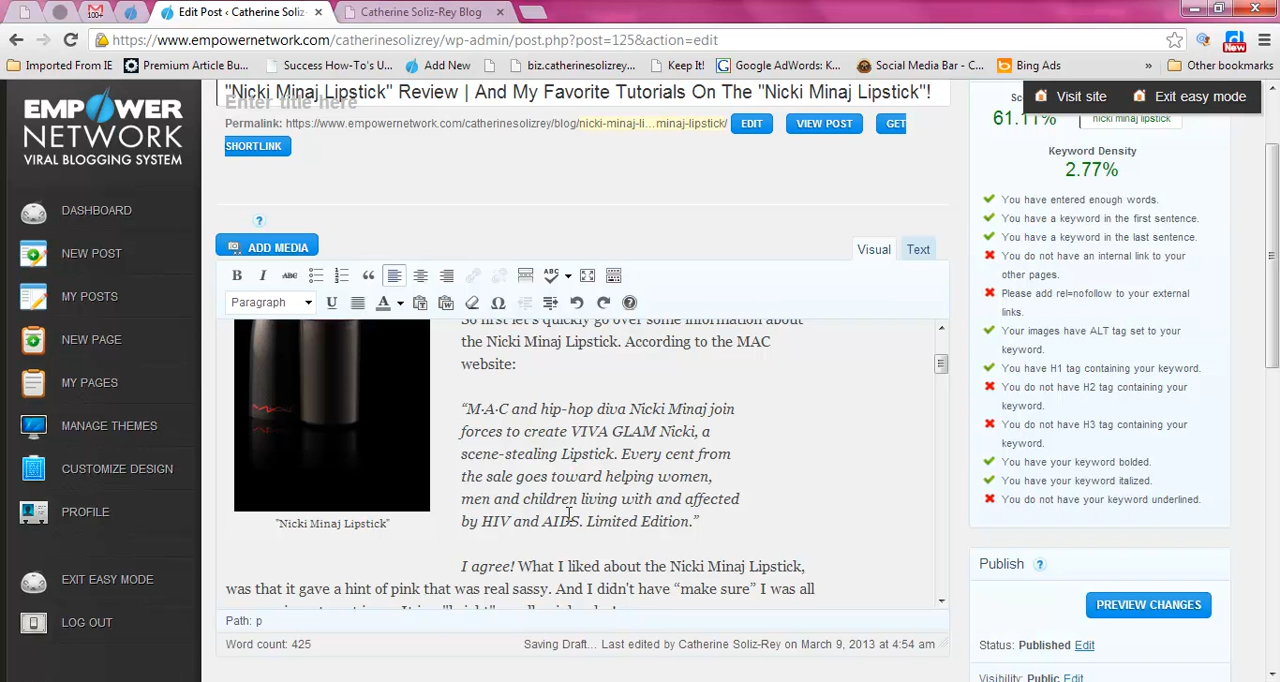 Edit Post ‹ Catherine Soliz- ×
Catherine Soliz-Rey Blog ×
100+
https://www.empowernetwork.com/catherinesolizrey/wp-admin/post.php?post=125&action=edit
New
Imported From IE
Premium Article Bu...
Success How-To's U...
Add New
biz.catherinesolizrey...
Keep It!
Google AdWords: K...
Social Media Bar - C...
Bing Ads
»
Other bookmarks
EMPOWER
NETWORK
VIRAL BLOGGING SYSTEM
DASHBOARD
NEW POST
MY POSTS
NEW PAGE
MY PAGES
MANAGE THEMES
CUSTOMIZE DESIGN
PROFILE
EXIT EASY MODE
LOG OUT
Enter title here
"Nicki Minaj Lipstick" Review | And My Favorite Tutorials On The "Nicki Minaj Lipstick"!
Permalink: https://www.empowernetwork.com/catherinesolizrey/blog/nicki-minaj-li…minaj-lipstick/ EDIT VIEW POST GET
SHORTLINK
?
ADD MEDIA
Visual Text
B I ABC ABC
Paragraph U A Ω ?
So first let's quickly go over some information about
the Nicki Minaj Lipstick. According to the MAC
website:
“M·A·C and hip-hop diva Nicki Minaj join
forces to create VIVA GLAM Nicki, a
scene-stealing Lipstick. Every cent from
the sale goes toward helping women,
men and children living with and affected
by HIV and AIDS. Limited Edition.”
"Nicki Minaj Lipstick"
I agree! What I liked about the Nicki Minaj Lipstick,
was that it gave a hint of pink that was real sassy. And I didn't have “make sure” I was all
Path: p
Word count: 425
Saving Draft... Last edited by Catherine Soliz-Rey on March 9, 2013 at 4:54 am
Visit site
Exit easy mode
61.11%
nicki minaj lipstick
Keyword Density
2.77%
You have entered enough words.
You have a keyword in the first sentence.
You have a keyword in the last sentence.
You do not have an internal link to your
other pages.
Please add rel=nofollow to your external
links.
Your images have ALT tag set to your
keyword.
You have H1 tag containing your keyword.
You do not have H2 tag containing your
keyword.
You do not have H3 tag containing your
keyword.
You have your keyword bolded.
You have your keyword italized.
You do not have your keyword underlined.
Publish ?
PREVIEW CHANGES
Status: Published Edit
Visibility: Public Edit